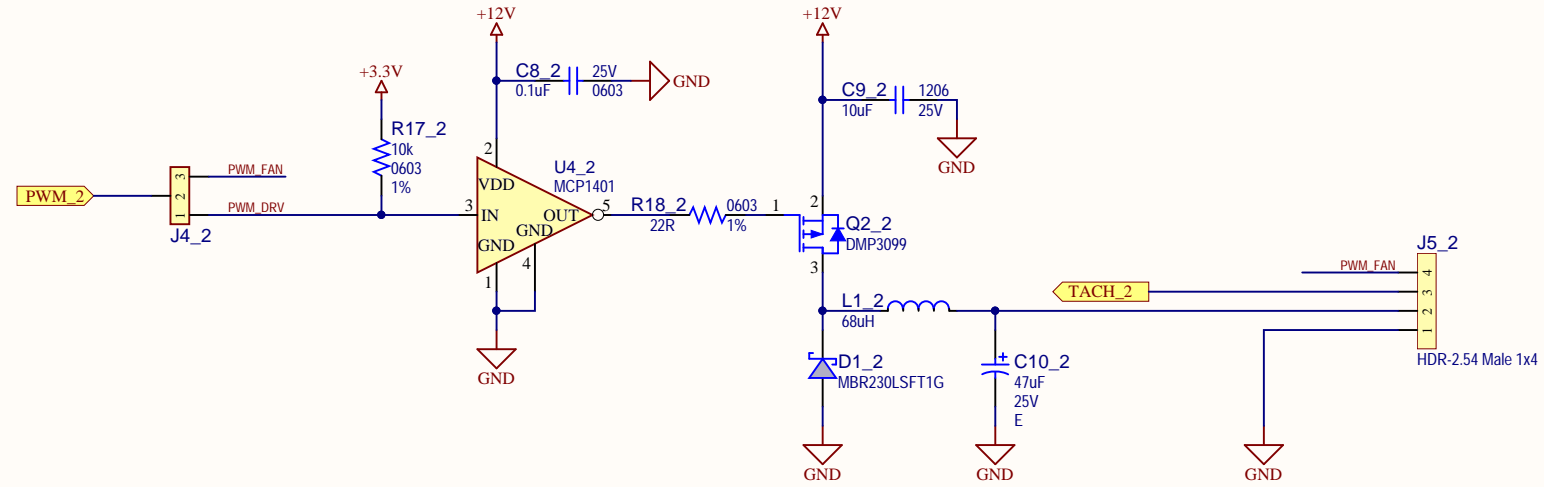 +12V
+12V
+3.3V
C8_2
25V
0.1uF
0603
GND
C9_2
1206
10uF
25V
GND
R17_2
10k
0603
1%
2
VDD
U4_2
MCP1401
PWM_2
3
2
1
J4_2
PWM_FAN
PWM_DRV
3
IN
OUT
5
GND
GND
4
1
GND
R18_2
0603
22R
1%
1
2
Q2_2
DMP3099
3
L1_2
68uH
D1_2
MBR230LSFT1G
GND
C10_2
+
47uF
25V
E
GND
TACH_2
PWM_FAN
J5_2
4
3
2
1
HDR-2.54 Male 1x4
GND